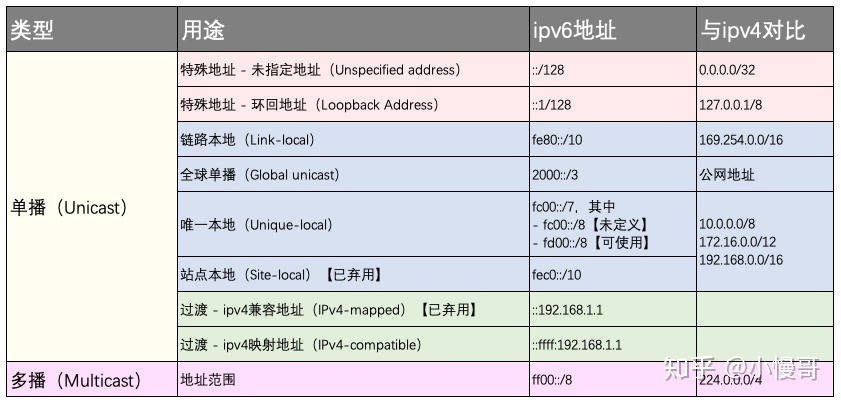 类型 用途 ipv6地址 与ipv4对比
特殊地址 - 未指定地址（Unspecified address） ::/128 0.0.0.0/32
特殊地址 - 环回地址（Loopback Address） ::1/128 127.0.0.1/8
链路本地（Link-local） fe80::/10 169.254.0.0/16
全球单播（Global unicast） 2000::/3 公网地址
单播（Unicast）
唯一本地（Unique-local）
fc00::/7，其中
- fc00::/8【未定义】
- fd00::/8【可使用】
10.0.0.0/8
172.16.0.0/12
192.168.0.0/16
站点本地（Site-local）【已弃用】 fec0::/10
过渡 - ipv4兼容地址（IPv4-mapped）【已弃用】 ::192.168.1.1
过渡 - ipv4映射地址（IPv4-compatible） ::ffff:192.168.1.1
多播（Multicast） 地址范围 ff00::/8 224.0.0.0/4
知乎 @小慢哥